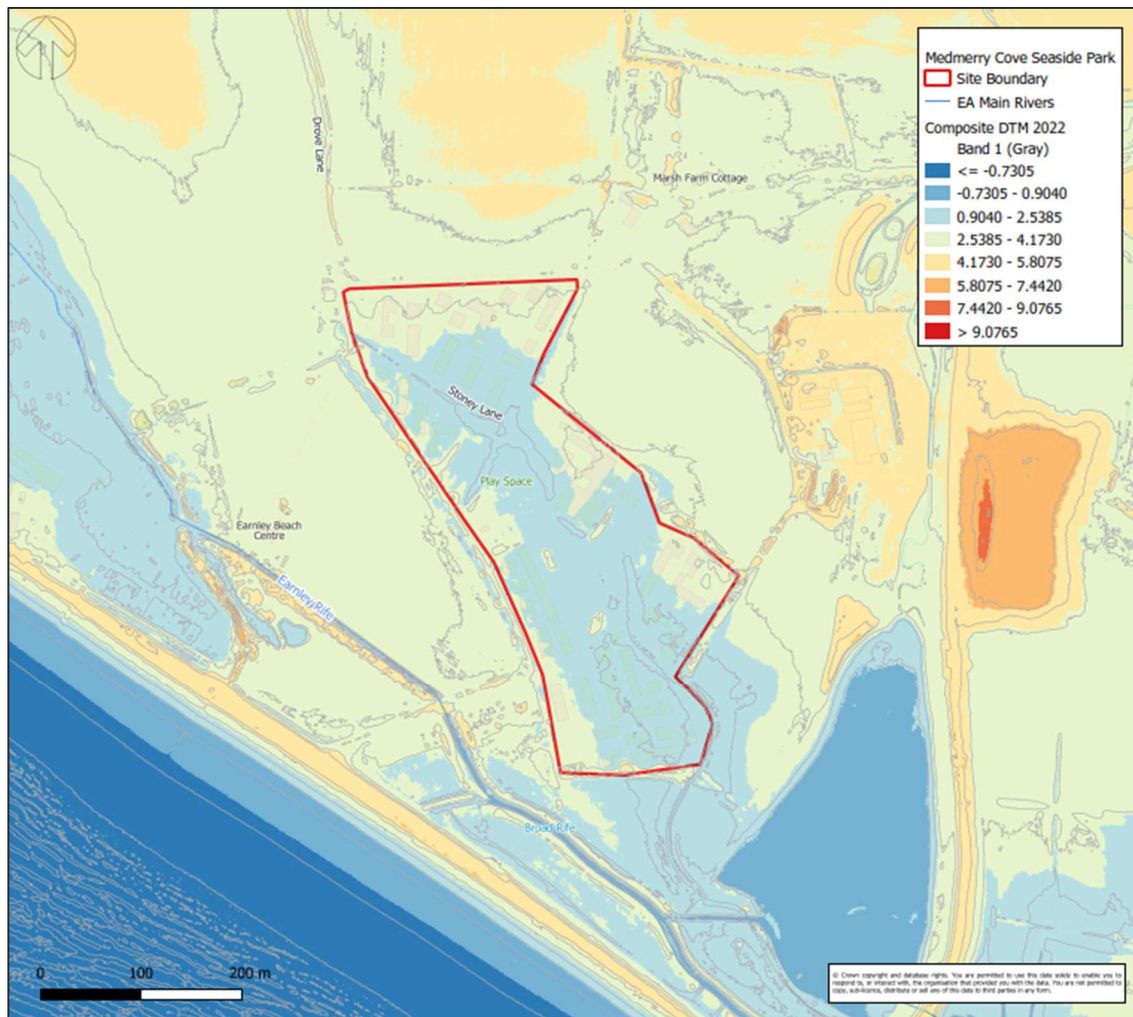 Medmerry Cove Seaside Park
Site Boundary
EA Main Rivers
Composite DTM 2022
Band 1 (Gray)
<= -0.7305
-0.7305 - 0.9040
0.9040 - 2.5385
2.5385 - 4.1730
4.1730 - 5.8075
5.8075 - 7.4420
7.4420 - 9.0765
> 9.0765
Drove Lane
Marsh Farm Cottage
Stoney Lane
Play Space
Earnley Beach
Centre
Earnley Rife
Broad Rife
0 100 200 m
© Crown copyright and database rights. You are permitted to use this data solely to enable you to
respond to, or interact with, the organisation that provided you with the data. You are not permitted to
copy, sub-licence, distribute or sell any of this data to third parties in any form.